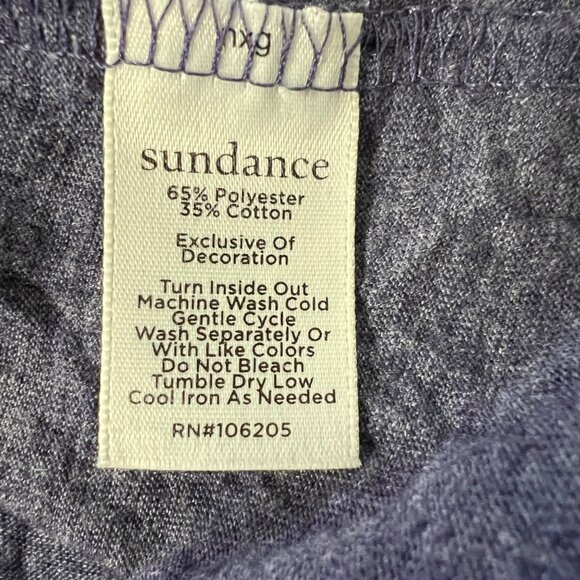 nxg
sundance
65% Polyester
35% Cotton
Exclusive Of
Decoration
Turn Inside Out
Machine Wash Cold
Gentle Cycle
Wash Separately Or
With Like Colors
Do Not Bleach
Tumble Dry Low
Cool Iron As Needed
RN#106205